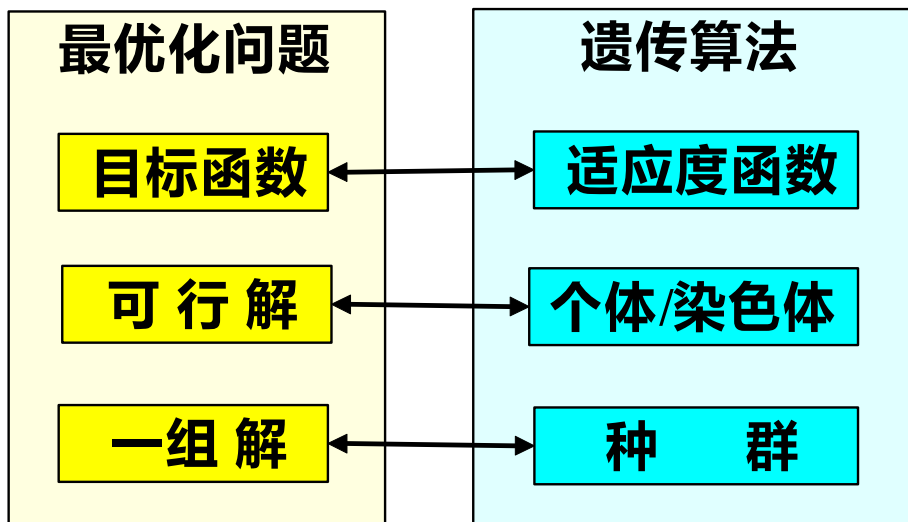 最优化问题
目标函数
可 行 解
一组 解
遗传算法
适应度函数
个体/染色体
种 群